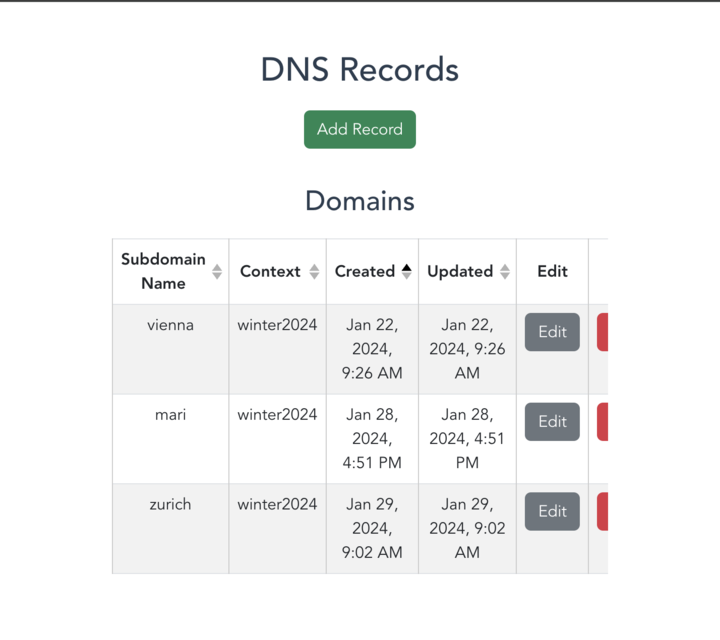 DNS Records
Add Record
Domains
Subdomain
Name
Context
Created
Updated
Edit
vienna
winter2024
Jan 22,
2024,
9:26 AM
Jan 22,
2024, 9:26
AM
Edit
mari
winter2024
Jan 28,
2024,
4:51 PM
Jan 28,
2024, 4:51
PM
Edit
zurich
winter2024
Jan 29,
2024,
9:02 AM
Jan 29,
2024, 9:02
AM
Edit